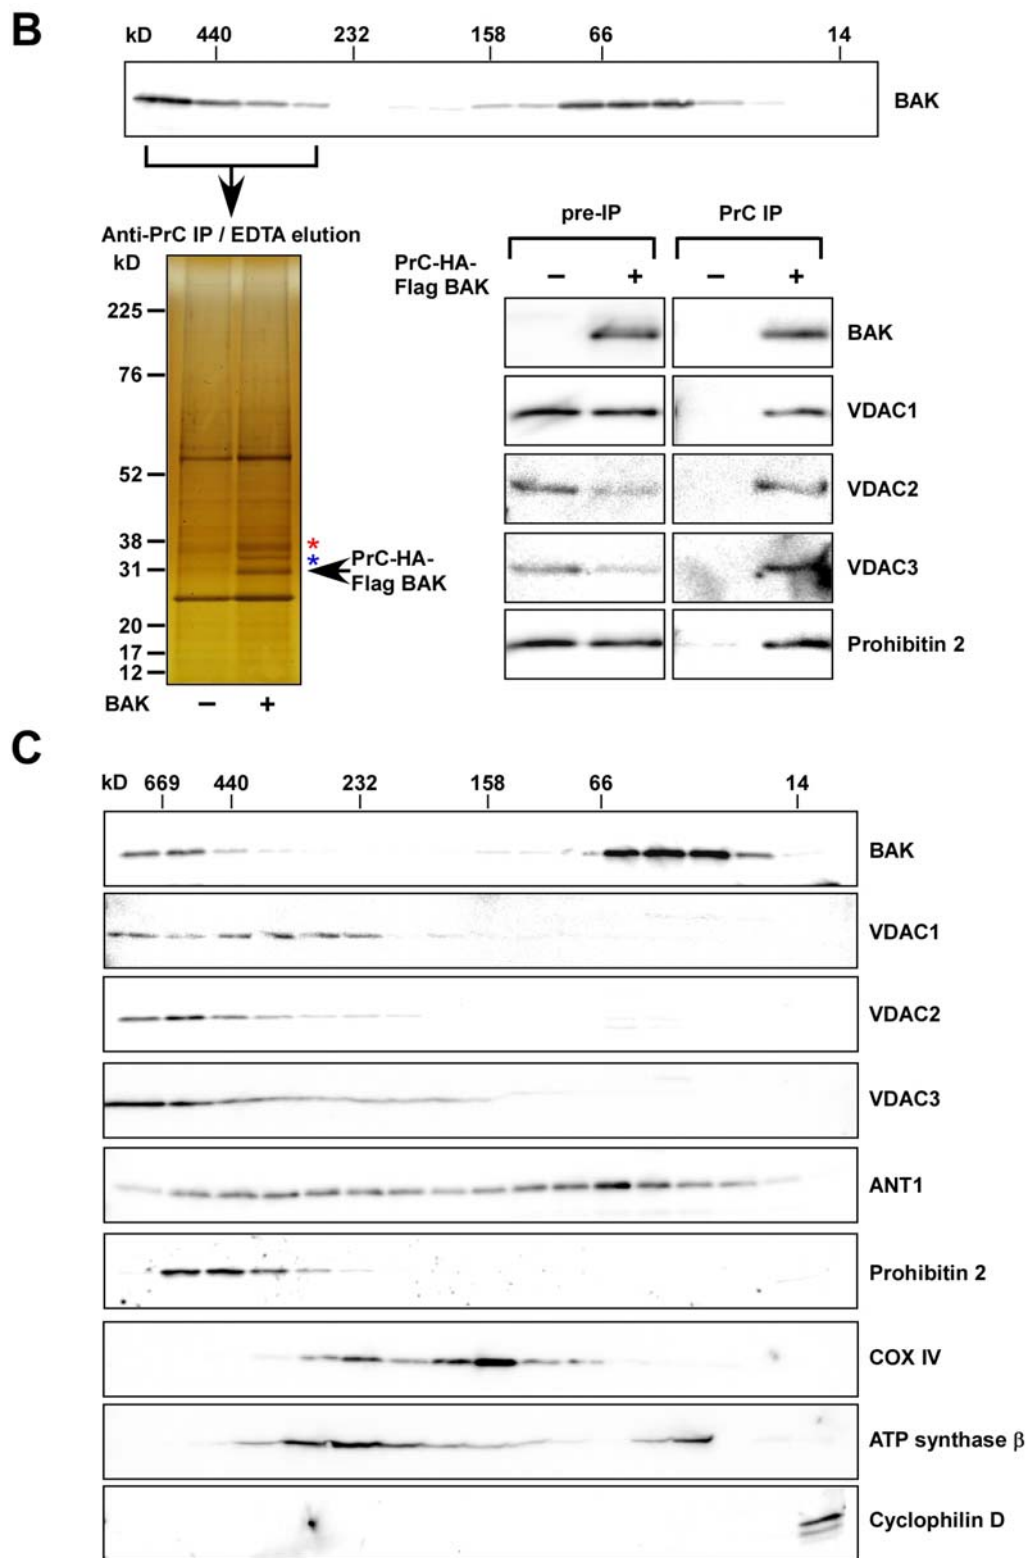 B
kD 440 232 158 66 14
BAK
Anti-PrC IP / EDTA elution
kD
225
76
52
38
31
20
17
12
*
*
PrC-HA-
Flag BAK
BAK − +
pre-IP PrC IP
PrC-HA-
Flag BAK
− + − +
BAK
VDAC1
VDAC2
VDAC3
Prohibitin 2
C
kD 669 440 232 158 66 14
BAK
VDAC1
VDAC2
VDAC3
ANT1
Prohibitin 2
COX IV
ATP synthase β
Cyclophilin D